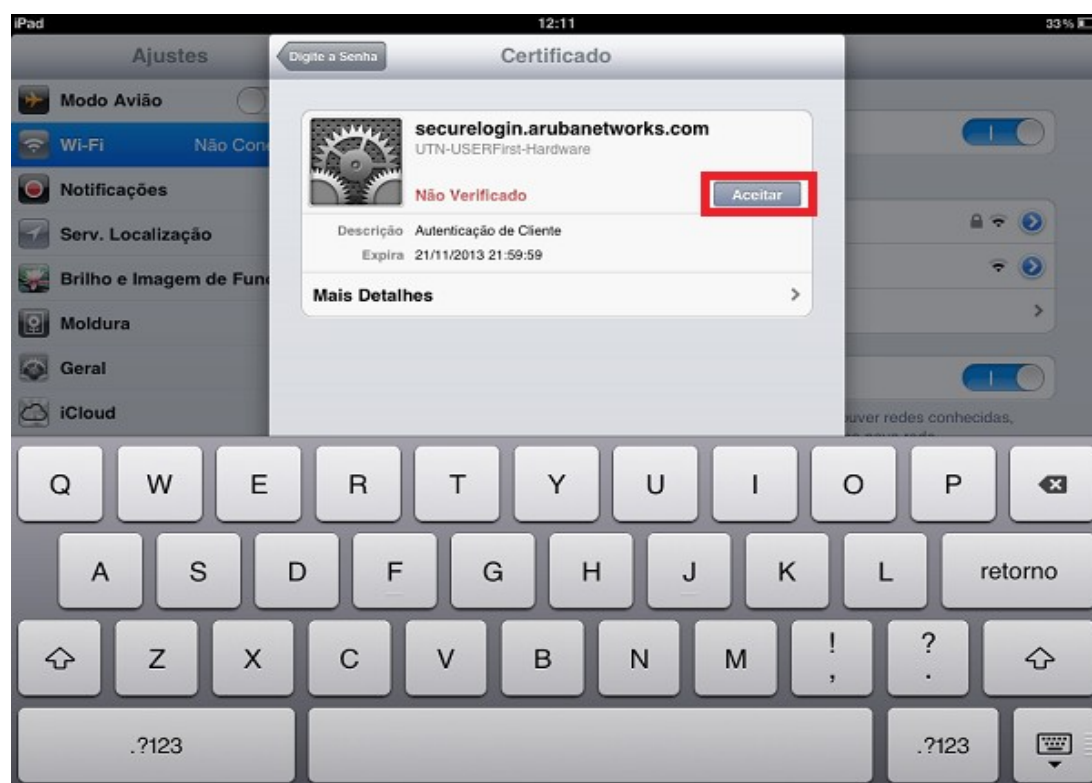 iPad 12:11 33%
Ajustes
Digite a Senha
Certificado
Modo Avião
Wi-Fi
Não Con
Notificações
Serv. Localização
Brilho e Imagem de Fun
Moldura
Geral
iCloud
securelogin.arubanetworks.com
UTN-USERFirst-Hardware
Não Verificado
Aceitar
Descrição Autenticação de Cliente
Expira 21/11/2013 21:59:59
Mais Detalhes
ouver redes conhecidas,
Q W E R T Y U I O P
A S D F G H J K L retorno
Z X C V B N M ! , ? .
.?123 .?123